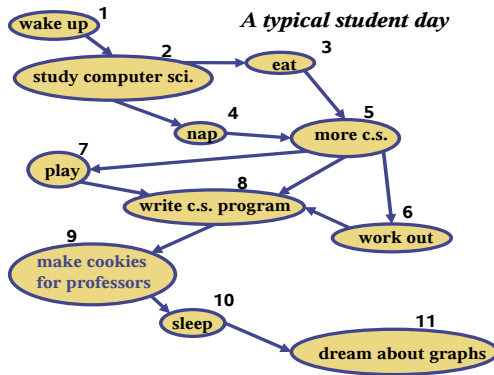 A typical student day
1
wake up
2
study computer sci.
3
eat
4
nap
5
more c.s.
7
play
8
write c.s. program
6
work out
9
make cookies
for professors
10
sleep
11
dream about graphs